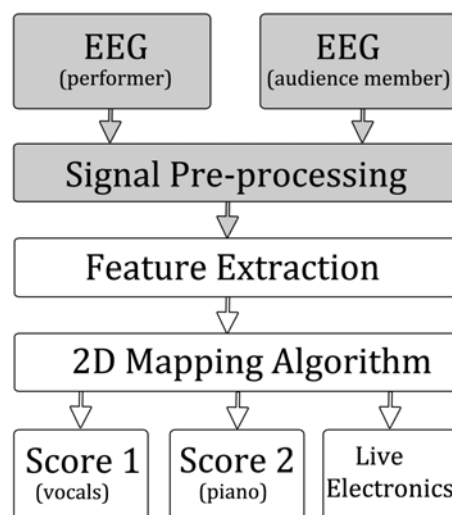 EEG
(performer)
EEG
(audience member)
Signal Pre-processing
Feature Extraction
2D Mapping Algorithm
Score 1
(vocals)
Score 2
(piano)
Live
Electronics